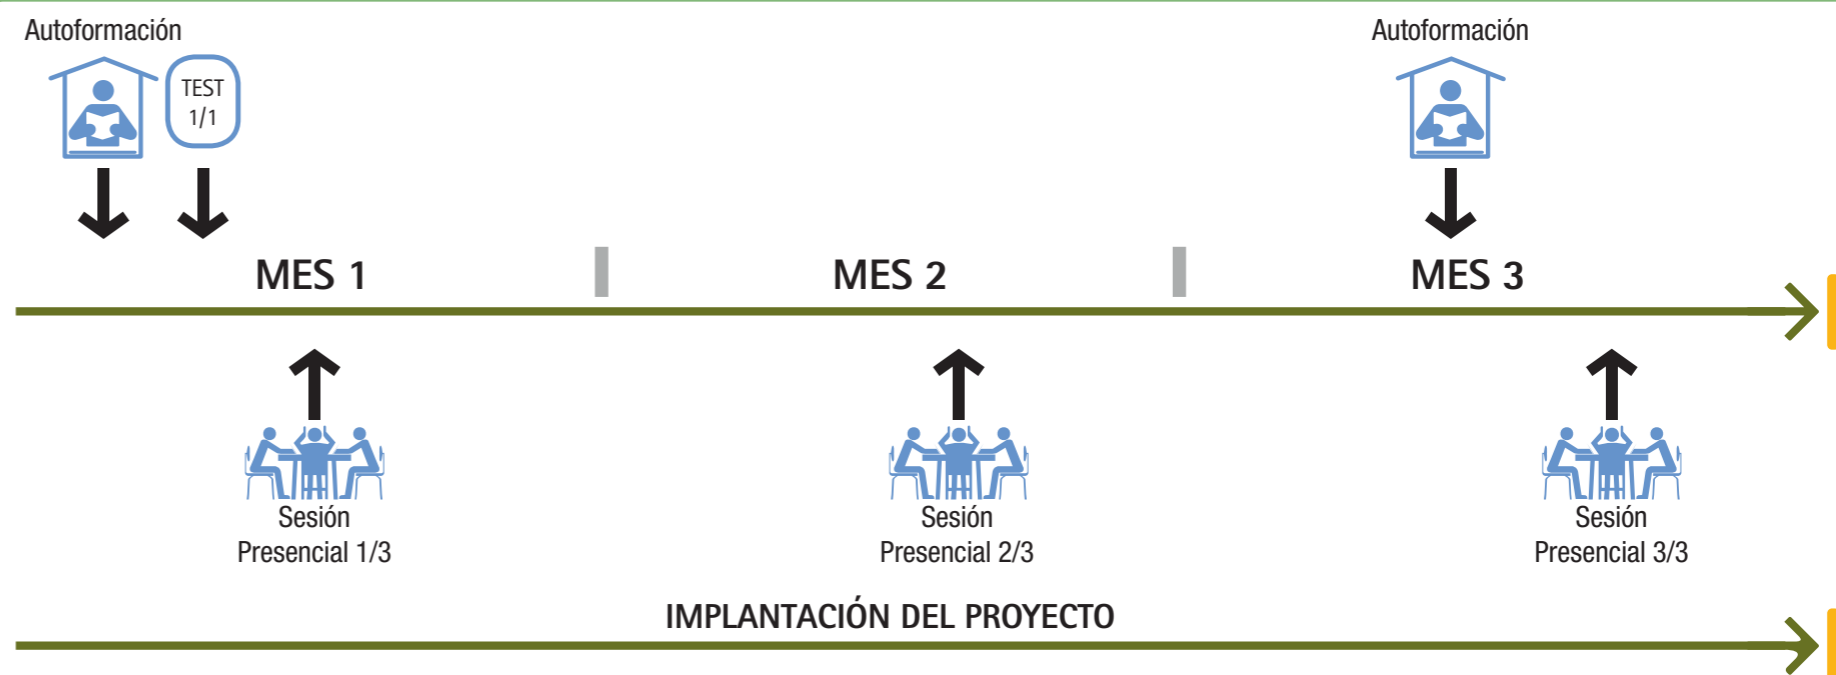 Autoformación
Autoformación
TEST
1/1
MES 1
MES 2
MES 3
Sesión
Presencial 1/3
Sesión
Presencial 2/3
Sesión
Presencial 3/3
IMPLANTACIÓN DEL PROYECTO